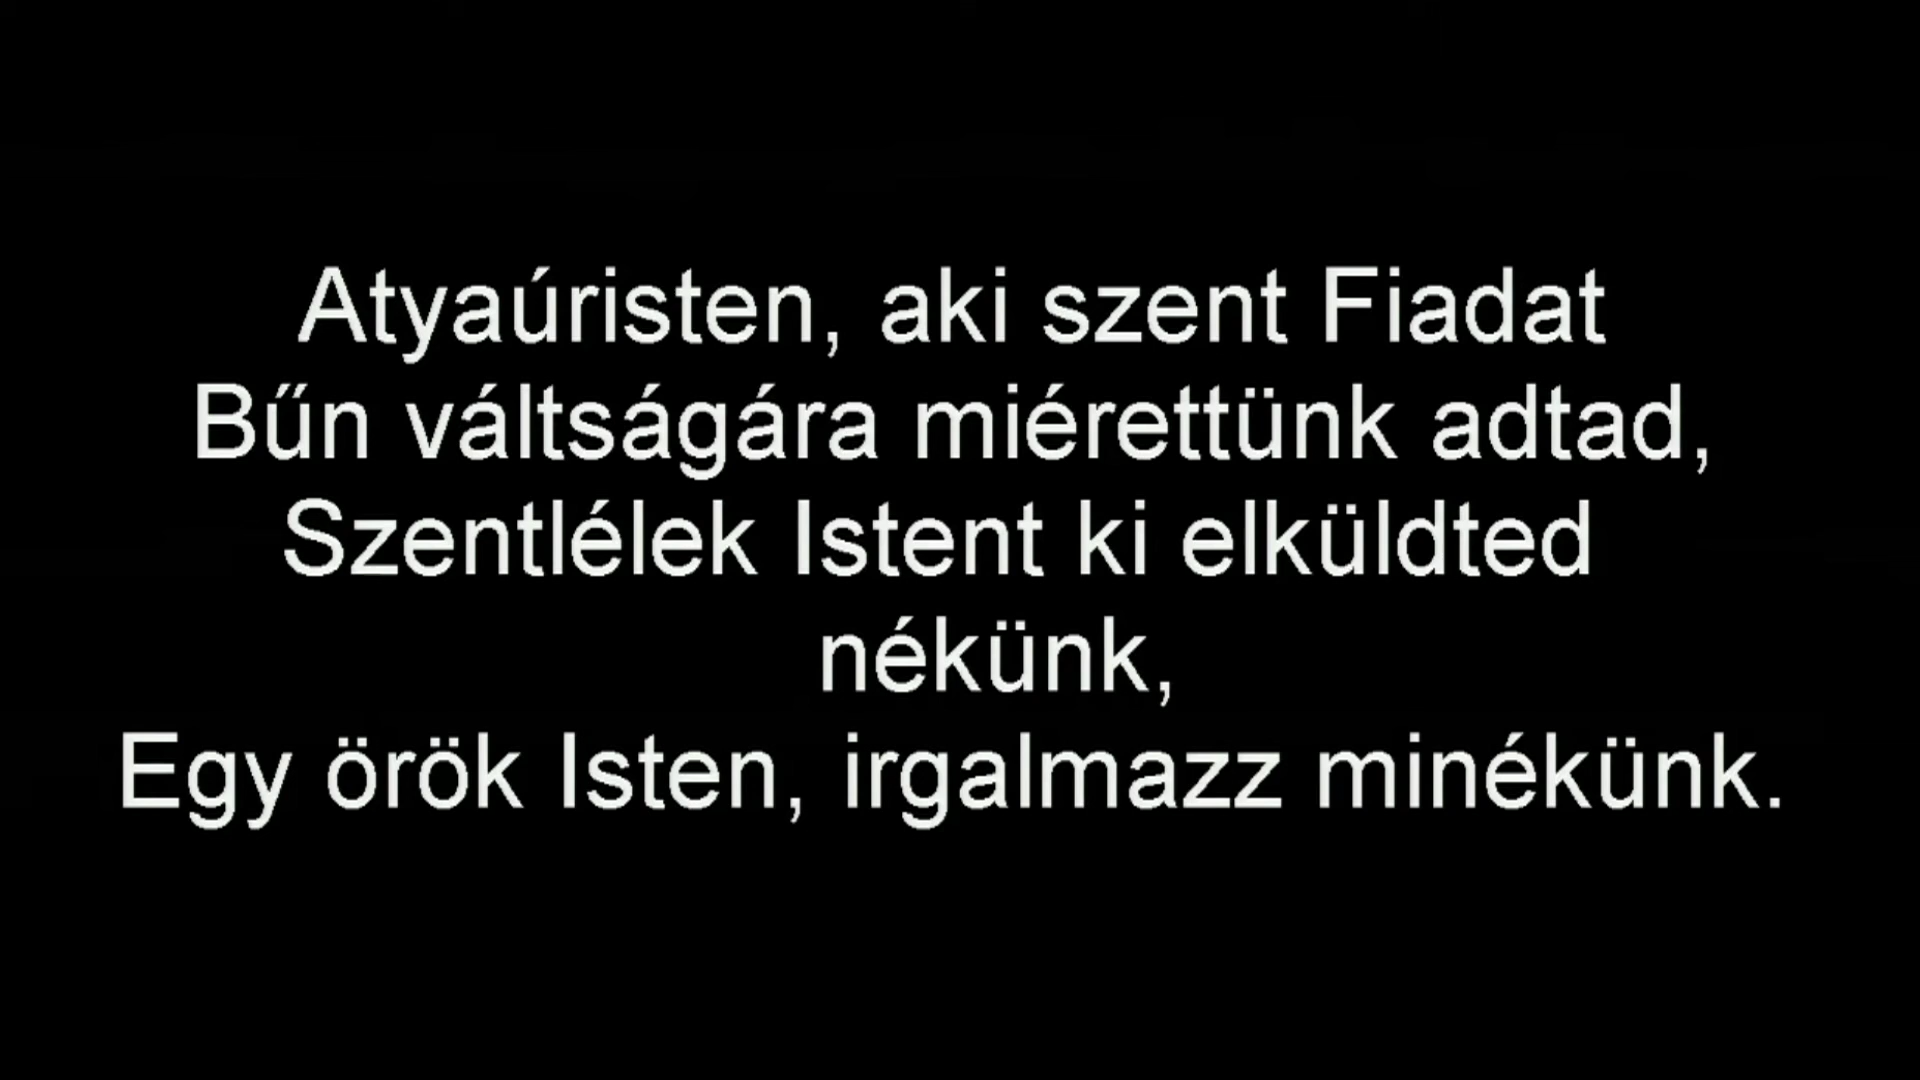 Atyaúristen, aki szent Fiadat
Bűn váltságára miérettünk adtad,
Szentlélek Istent ki elküldted
nékünk,
Egy örök Isten, irgalmazz minékünk.